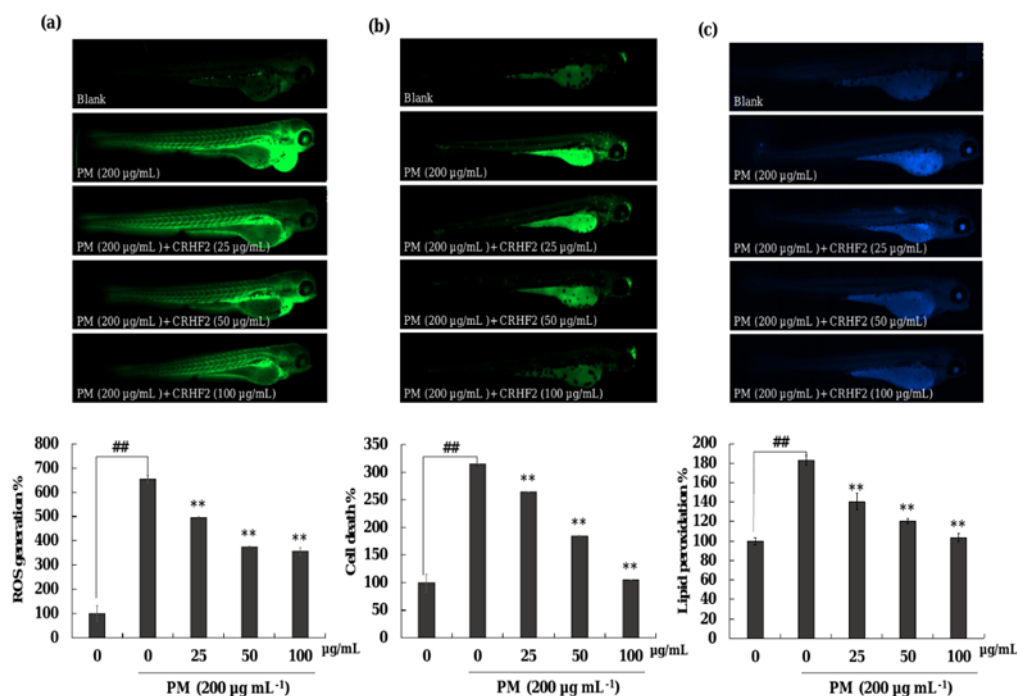 (a)
Blank
PM (200 µg/mL)
PM (200 µg/mL )+ CRHF2 (25 µg/mL)
PM (200 µg/mL )+ CRHF2 (50 µg/mL)
PM (200 µg/mL )+ CRHF2 (100 µg/mL)
(b)
Blank
PM (200 µg/mL)
PM (200 µg/mL )+ CRHF2 (25 µg/mL)
PM (200 µg/mL )+ CRHF2 (50 µg/mL)
PM (200 µg/mL )+ CRHF2 (100 µg/mL)
(c)
Blank
PM (200 µg/mL)
PM (200 µg/mL )+ CRHF2 (25 µg/mL)
PM (200 µg/mL )+ CRHF2 (50 µg/mL)
PM (200 µg/mL )+ CRHF2 (100 µg/mL)
ROS generation %
800
700
600
500
400
300
200
100
0
##
**
**
**
0 0 25 50 100 µg/mL
PM (200 µg mL⁻¹)
Cell death %
350
300
250
200
150
100
50
0
##
**
**
**
0 0 25 50 100 µg/mL
PM (200 µg mL⁻¹)
Lipid peroxidation %
200
180
160
140
120
100
80
60
40
20
0
##
**
**
**
0 0 25 50 100 µg/mL
PM (200 µg mL⁻¹)